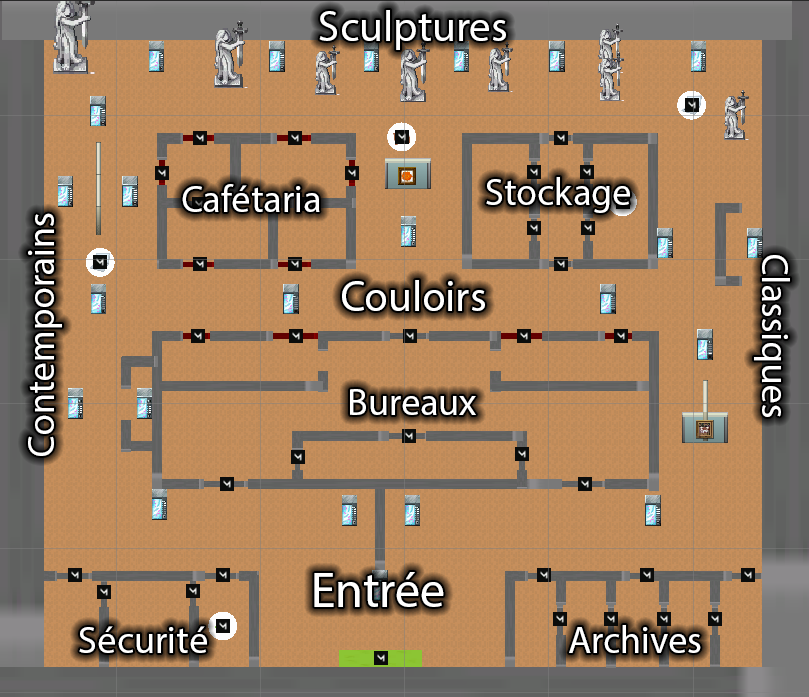 Sculptures
Cafétaria
Stockage
Contemporains
Couloirs
Classiques
Bureaux
Entrée
Sécurité
Archives